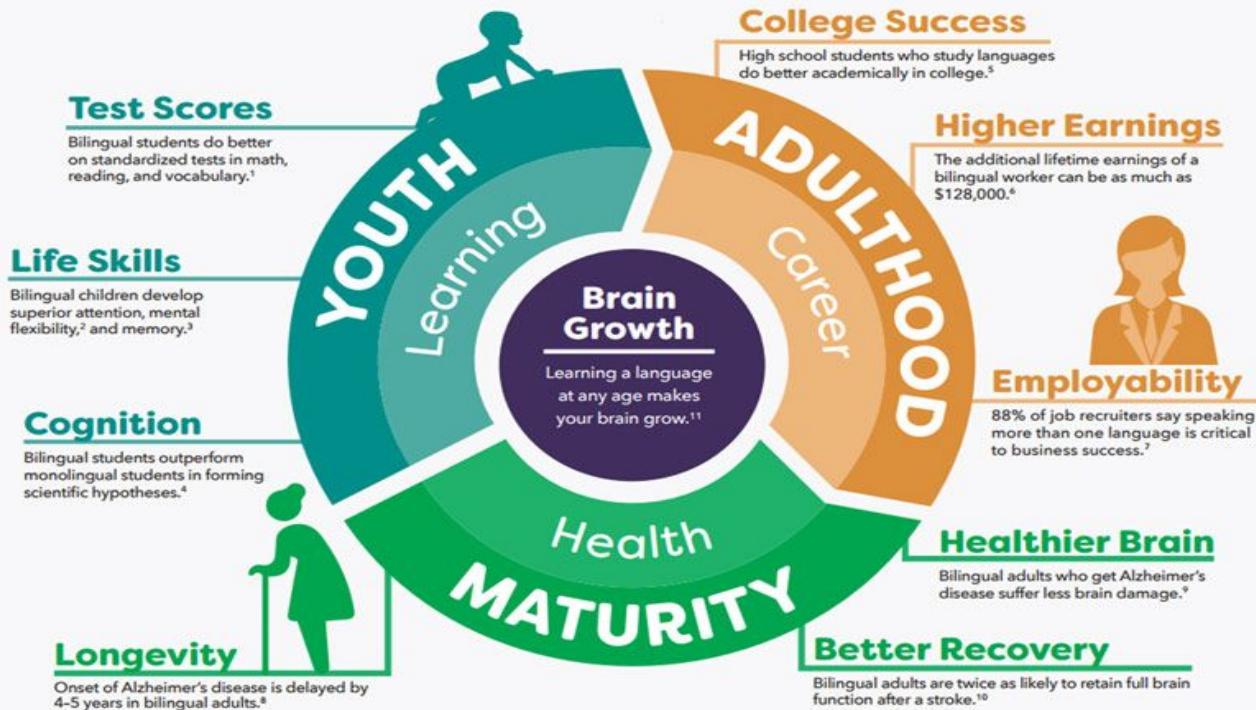 College Success
High school students who study languages
do better academically in college.⁵
Test Scores
Bilingual students do better
on standardized tests in math,
reading, and vocabulary.¹
Higher Earnings
The additional lifetime earnings of a
bilingual worker can be as much as
$128,000.⁶
YOUTH
Learning
ADULTHOOD
Career
Life Skills
Bilingual children develop
superior attention, mental
flexibility,² and memory.³
Brain
Growth
Learning a language
at any age makes
your brain grow.¹¹
Employability
88% of job recruiters say speaking
more than one language is critical
to business success.⁷
Cognition
Bilingual students outperform
monolingual students in forming
scientific hypotheses.⁴
Health
MATURITY
Healthier Brain
Bilingual adults who get Alzheimer's
disease suffer less brain damage.⁹
Longevity
Onset of Alzheimer's disease is delayed by
4-5 years in bilingual adults.⁸
Better Recovery
Bilingual adults are twice as likely to retain full brain
function after a stroke.¹⁰